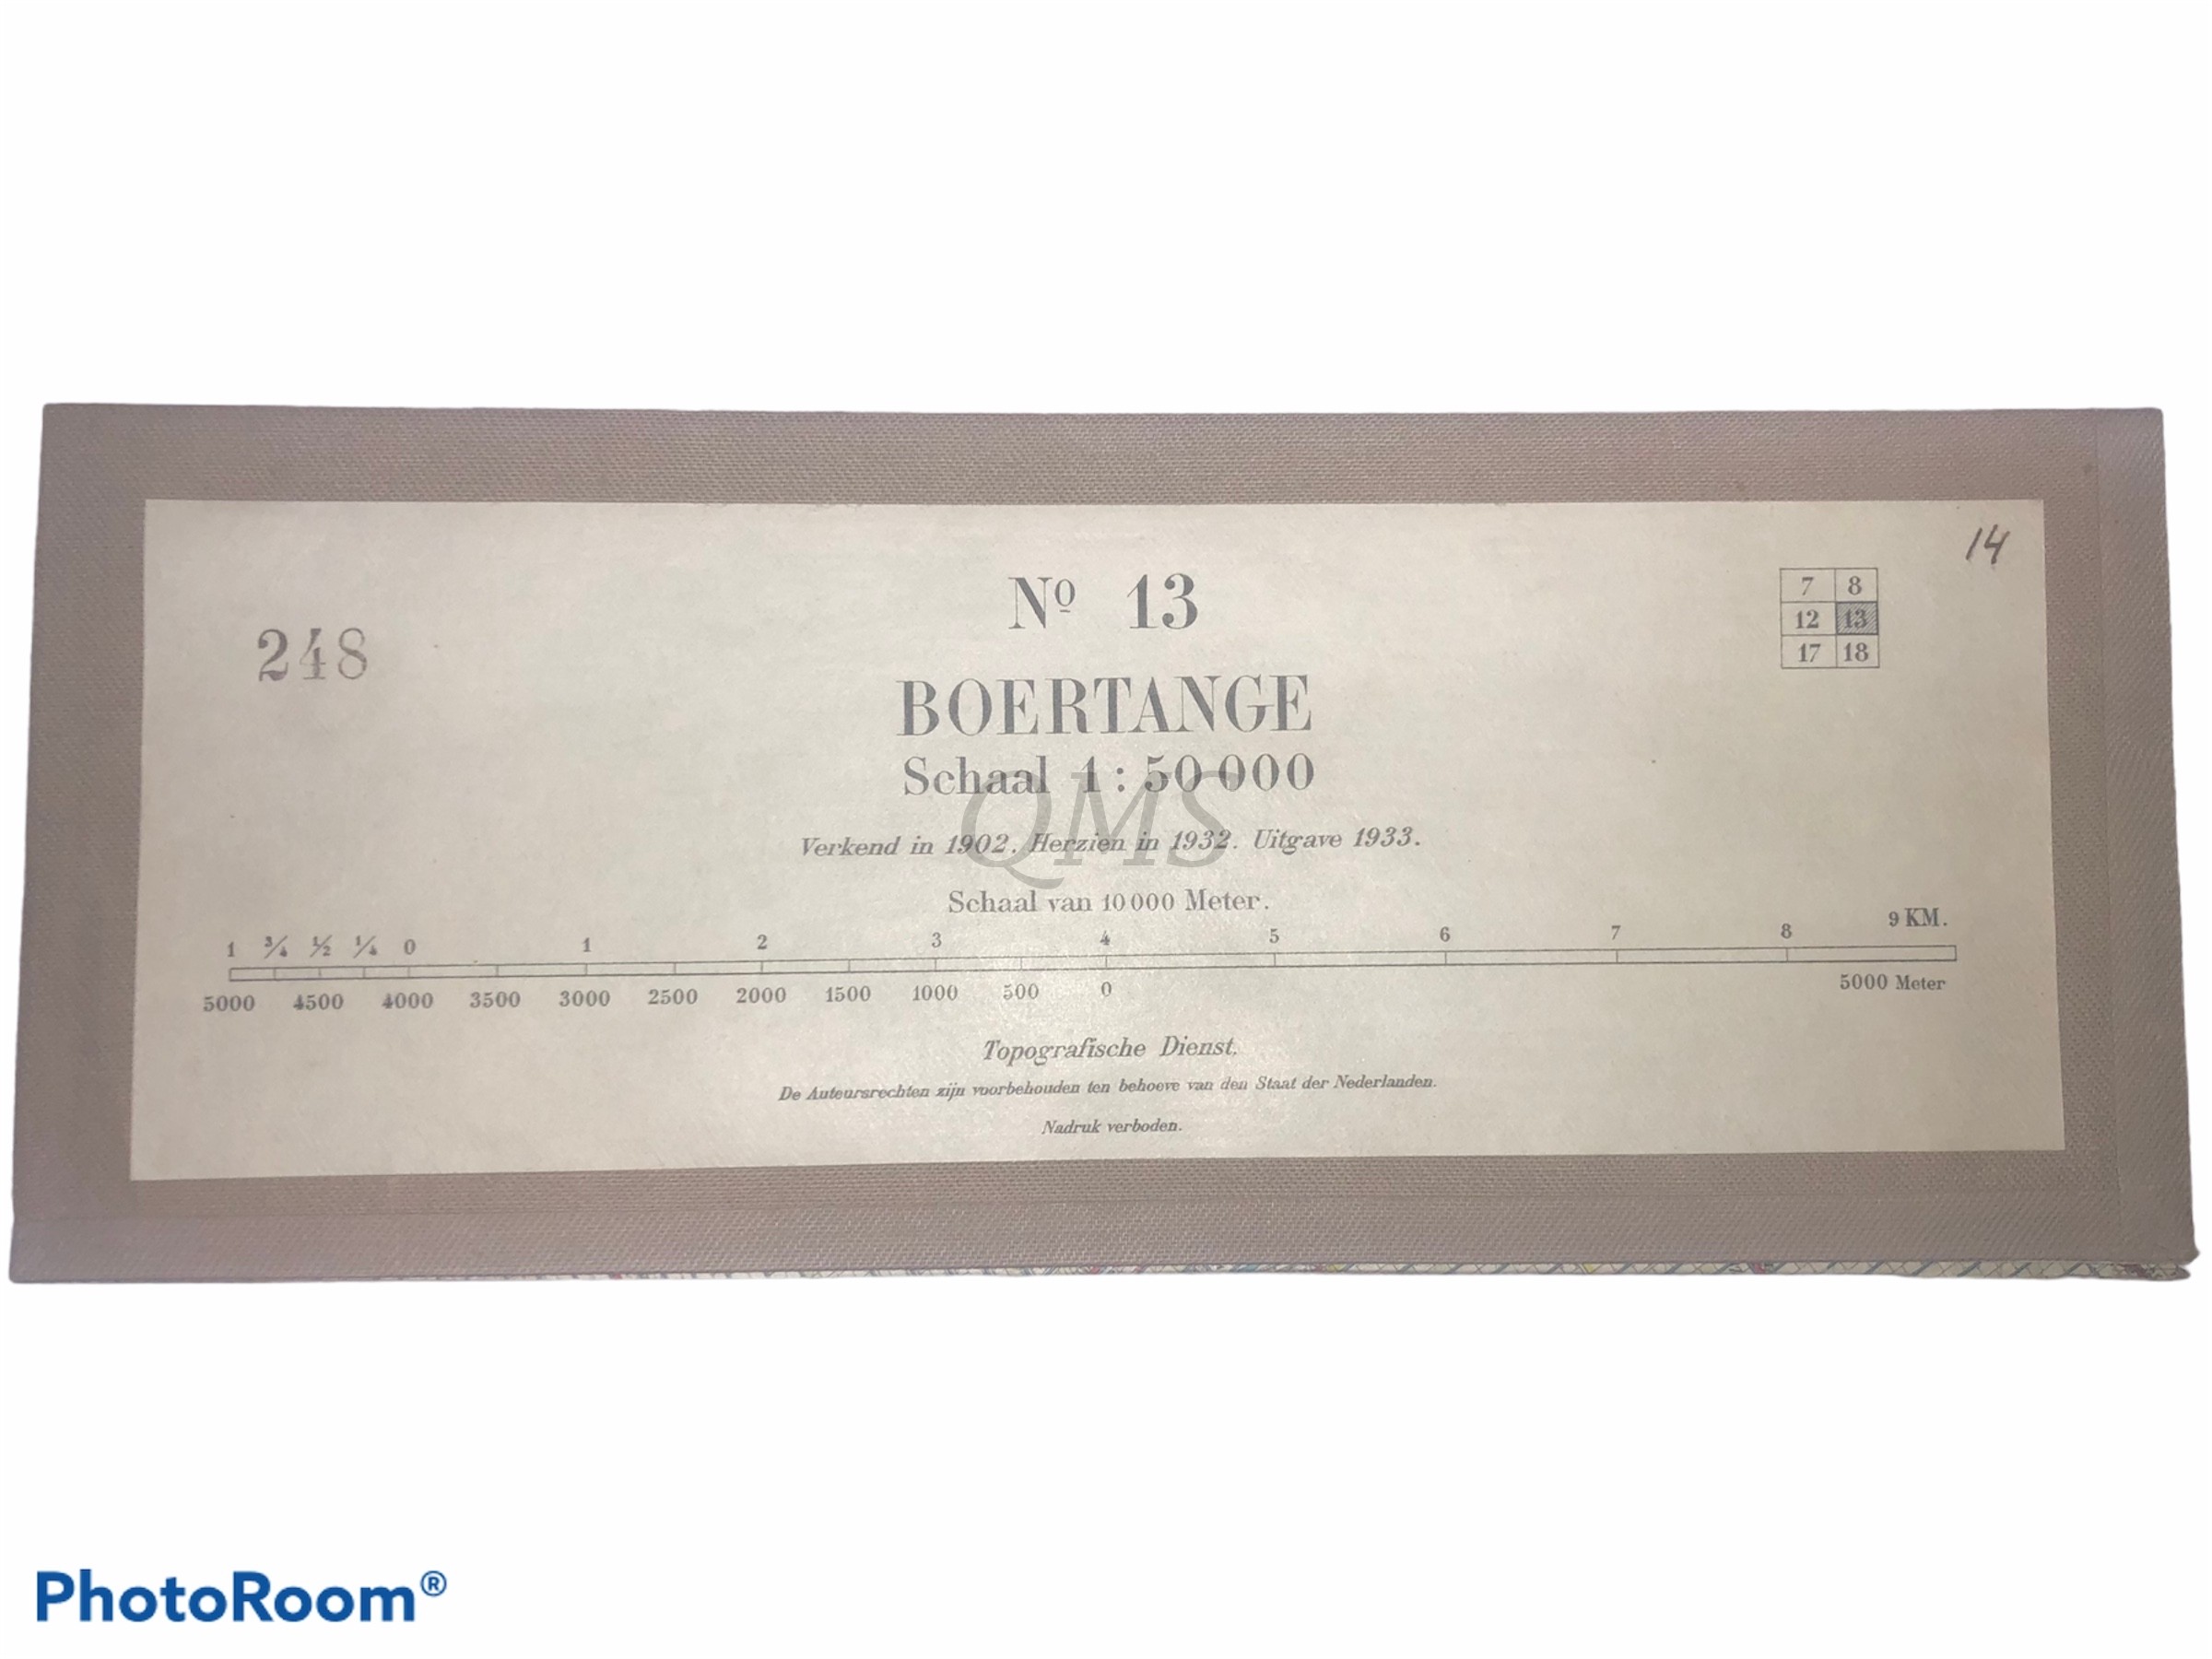 14
Nº 13
7 8
12 13
17 18
248
BOERTANGE
Schaal 1 : 50 000
QMS
Verkend in 1902. Herzien in 1932. Uitgave 1933.
Schaal van 10 000 Meter.
1 ¾ ½ ¼ 0 1 2 3 4 5 6 7 8 9 KM.
5000 4500 4000 3500 3000 2500 2000 1500 1000 500 0 5000 Meter
Topografische Dienst.
De Auteursrechten zijn voorbehouden ten behoeve van den Staat der Nederlanden.
Nadruk verboden.
PhotoRoom®